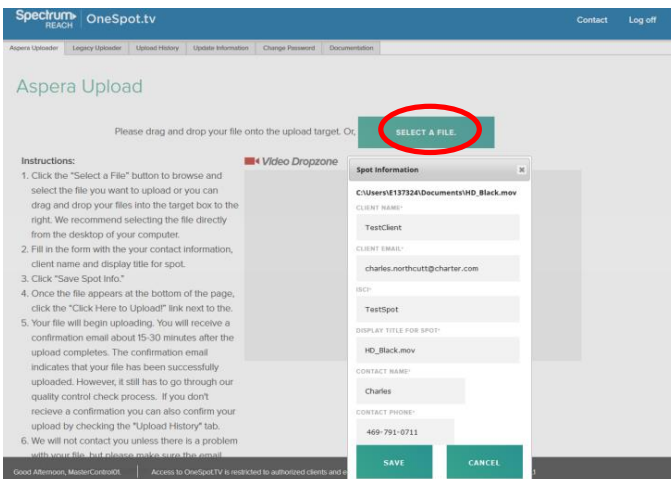 Spectrum REACH OneSpot.tv
Contact Log off
Aspera Uploader Legacy Uploader Upload History Update Information Change Password Documentation
Aspera Upload
Please drag and drop your file onto the upload target. Or,
SELECT A FILE.
Instructions:
1. Click the "Select a File" button to browse and
select the file you want to upload or you can
drag and drop your files into the target box to the
right. We recommend selecting the file directly
from the desktop of your computer.
2. Fill in the form with the your contact information,
client name and display title for spot.
3. Click "Save Spot Info."
4. Once the file appears at the bottom of the page,
click the "Click Here to Upload!" link next to the.
5. Your file will begin uploading. You will receive a
confirmation email about 15-30 minutes after the
upload completes. The confirmation email
indicates that your file has been successfully
uploaded. However, it still has to go through our
quality control check process. If you don't
recieve a confirmation you can also confirm your
upload by checking the "Upload History" tab.
6. We will not contact you unless there is a problem
with your file, but please make sure the email
Video Dropzone
Spot Information
C:\Users\E137324\Documents\HD_Black.mov
CLIENT NAME*
TestClient
CLIENT EMAIL*
charles.northcutt@charter.com
ISCI*
TestSpot
DISPLAY TITLE FOR SPOT*
HD_Black.mov
CONTACT NAME*
Charles
CONTACT PHONE*
469-791-0711
SAVE CANCEL
Good Afternoon, MasterControl01. Access to OneSpot.TV is restricted to authorized clients and